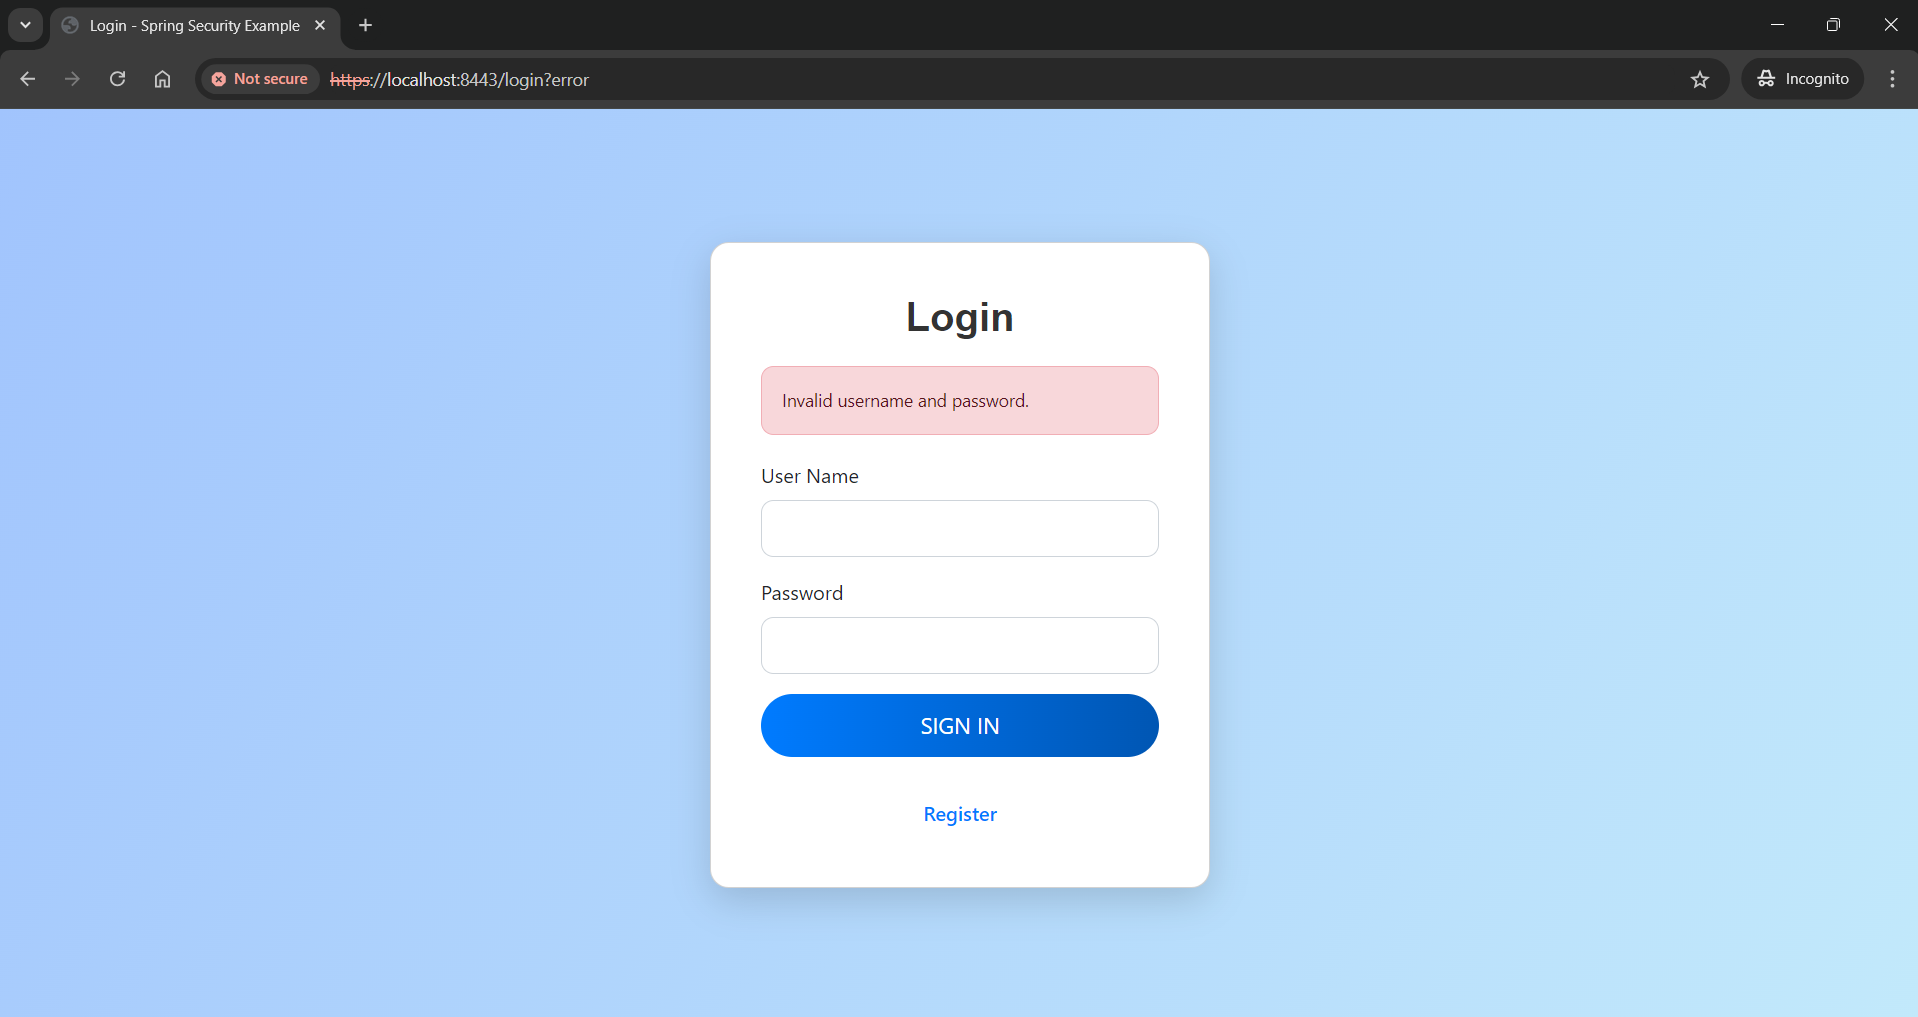 Login - Spring Security Example
Not secure
https://localhost:8443/login?error
Incognito
Login
Invalid username and password.
User Name
Password
SIGN IN
Register